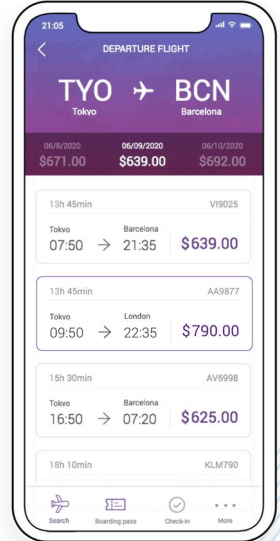 21:05
DEPARTURE FLIGHT
TYO BCN
Tokyo Barcelona
06/8/2020 06/09/2020 06/10/2020
$671.00 $639.00 $692.00
13h 45min VI9025
Tokyo Barcelona
07:50 → 21:35 $639.00
13h 45min AA9877
Tokyo London
09:50 → 22:35 $790.00
15h 30min AV6998
Tokyo Barcelona
16:50 → 07:20 $625.00
18h 10min KLM790
Search Boarding pass Check-in More